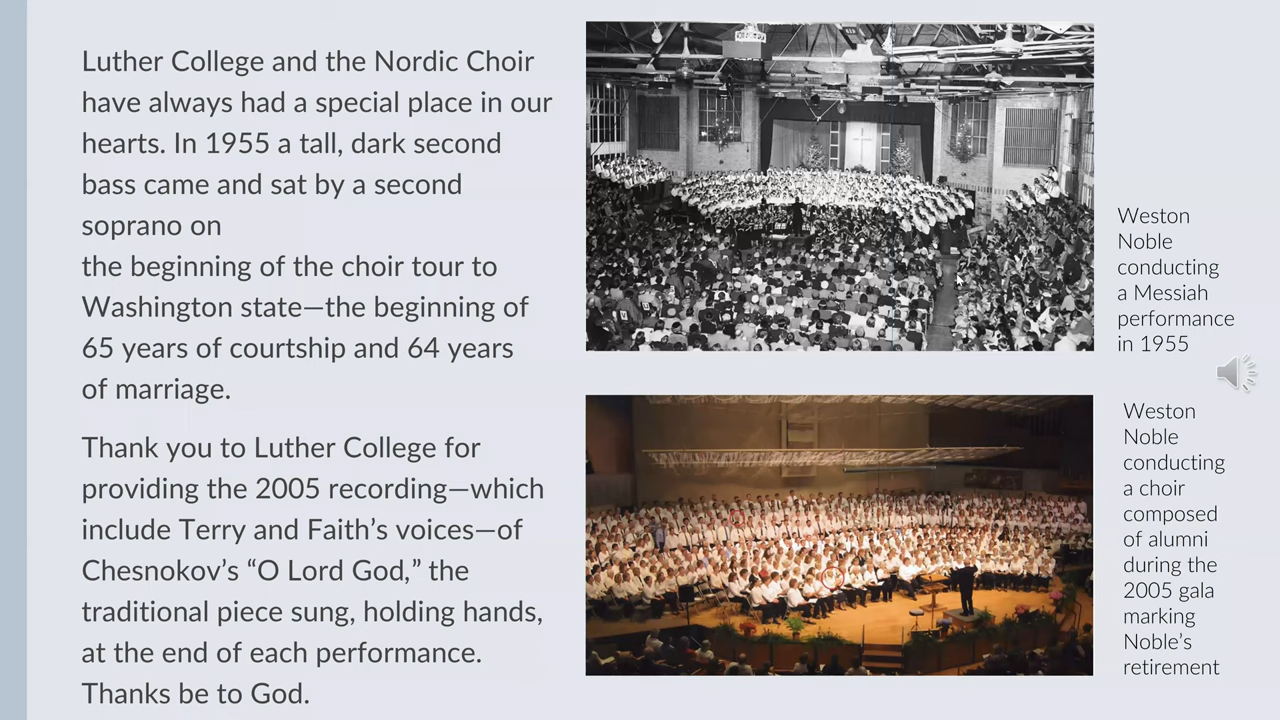 Luther College and the Nordic Choir
have always had a special place in our
hearts. In 1955 a tall, dark second
bass came and sat by a second
soprano on
the beginning of the choir tour to
Washington state—the beginning of
65 years of courtship and 64 years
of marriage.
Thank you to Luther College for
providing the 2005 recording—which
include Terry and Faith’s voices—of
Chesnokov’s “O Lord God,” the
traditional piece sung, holding hands,
at the end of each performance.
Thanks be to God.
Weston
Noble
conducting
a Messiah
performance
in 1955
Weston
Noble
conducting
a choir
composed
of alumni
during the
2005 gala
marking
Noble’s
retirement